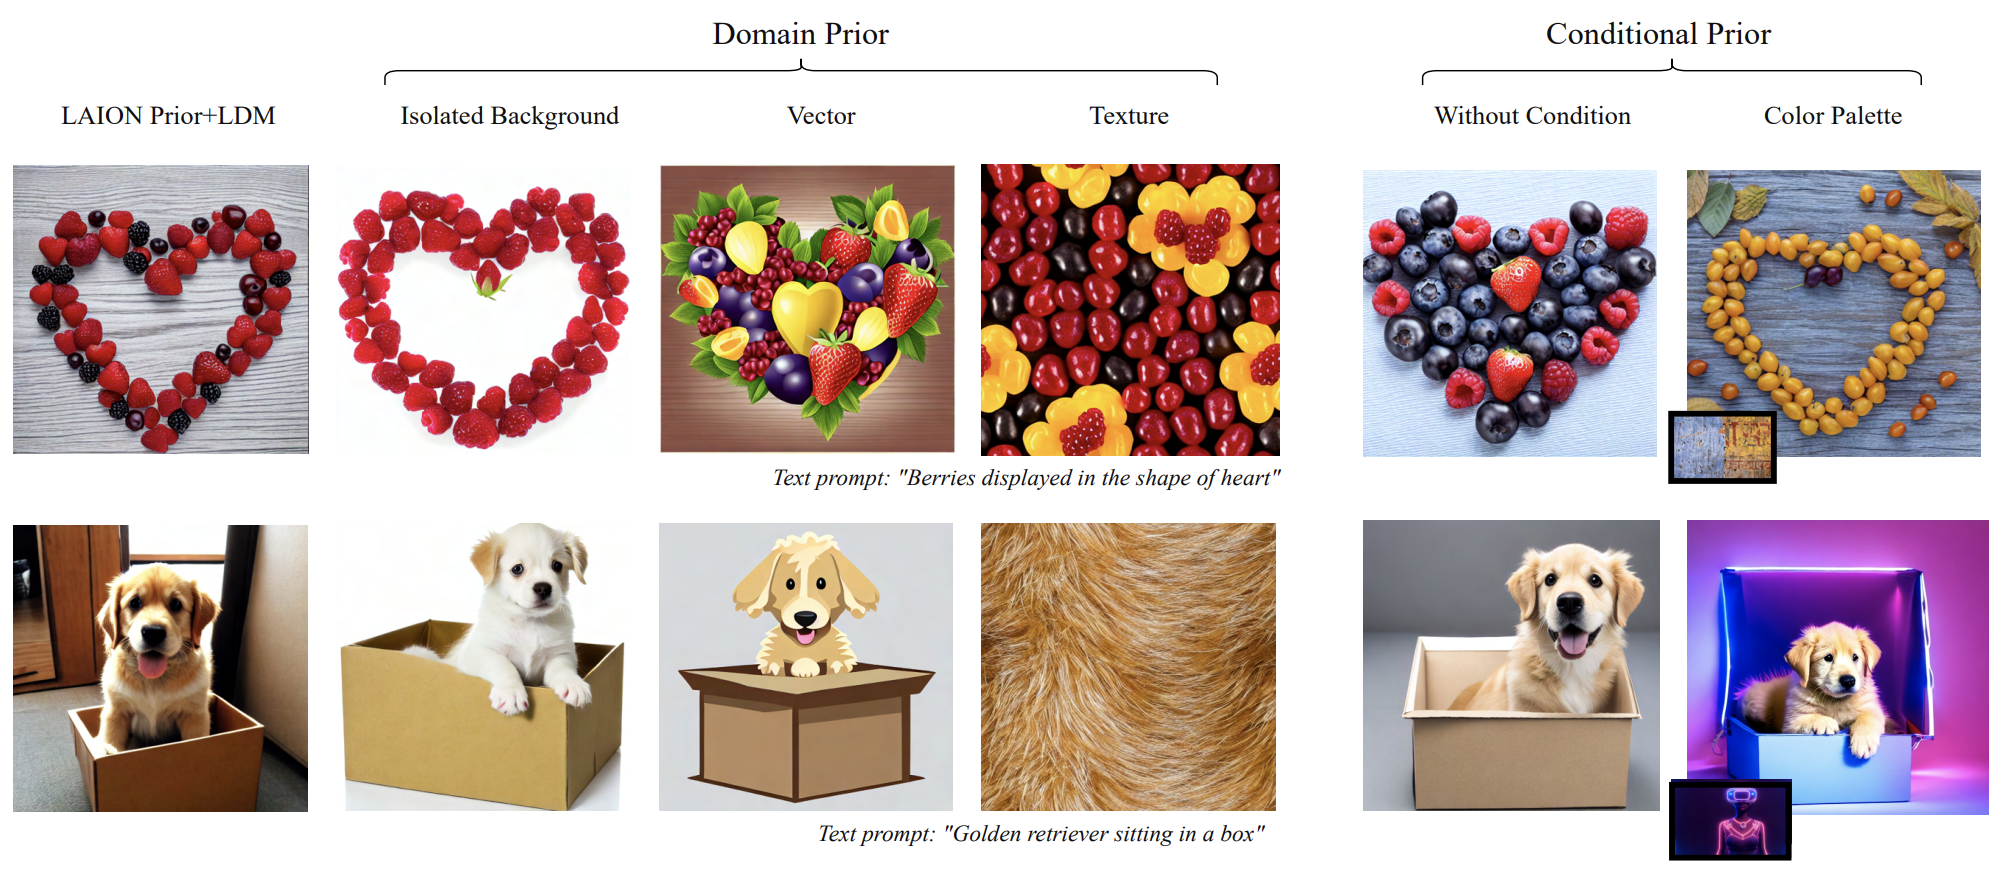 Domain Prior
Conditional Prior
LAION Prior+LDM
Isolated Background
Vector
Texture
Without Condition
Color Palette
Text prompt: "Berries displayed in the shape of heart"
Text prompt: "Golden retriever sitting in a box"